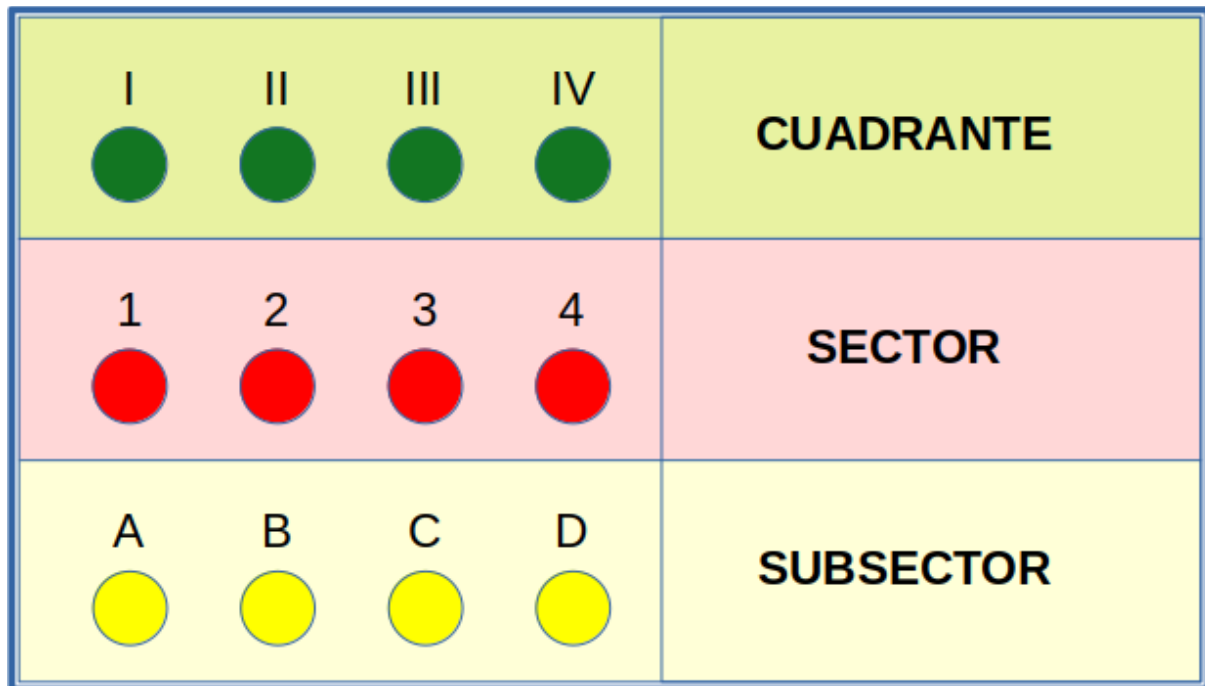 I II III IV
CUADRANTE
1 2 3 4
SECTOR
A B C D
SUBSECTOR